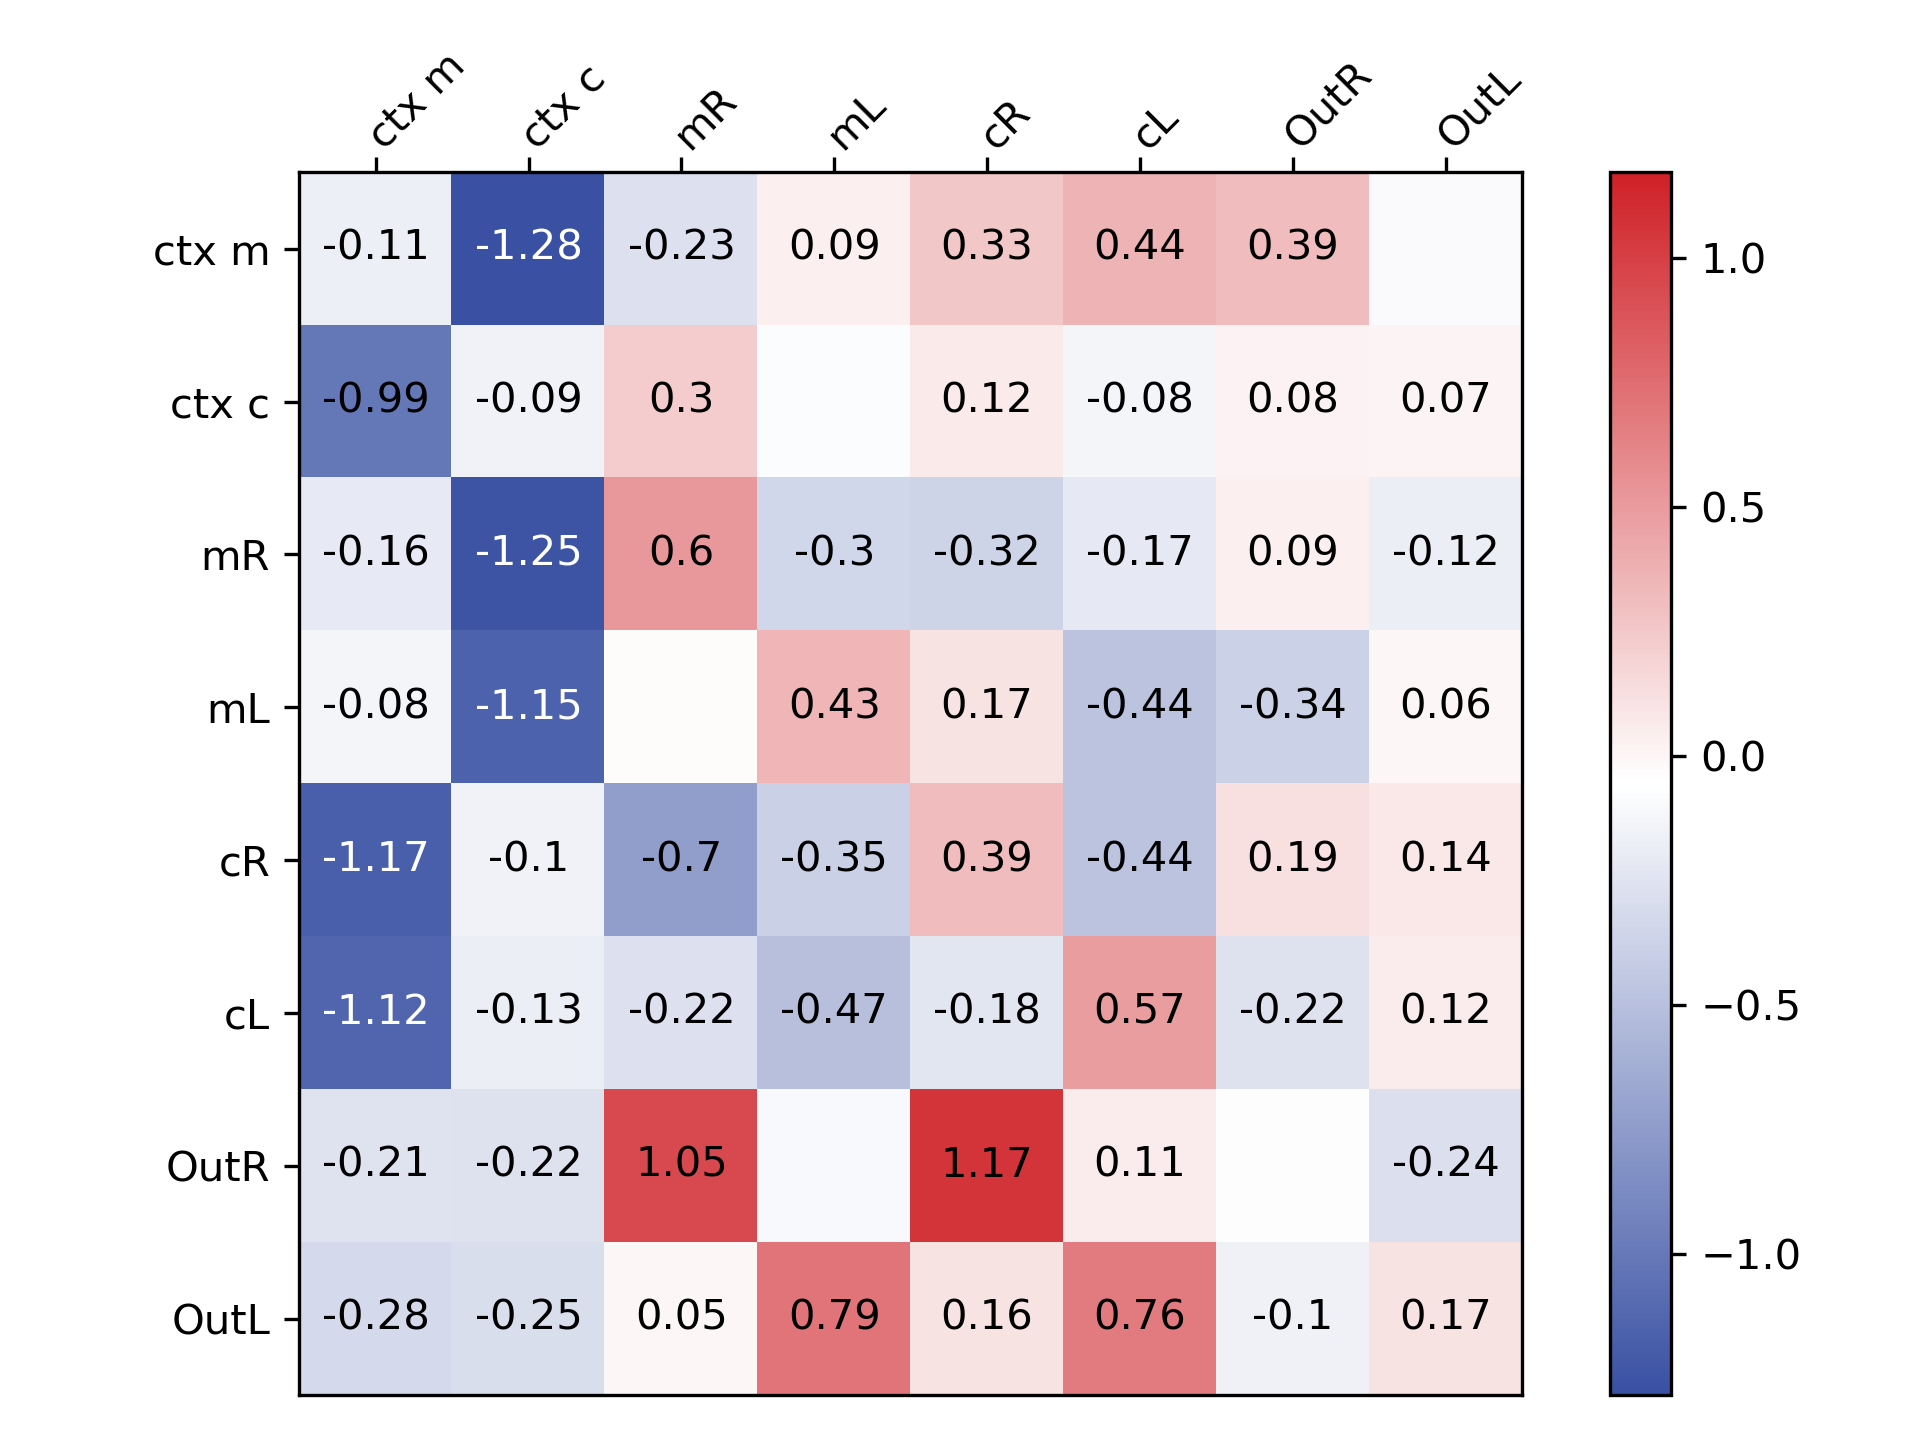 ctx m ctx c mR mL cR cL OutR OutL
ctx m -0.11 -1.28 -0.23 0.09 0.33 0.44 0.39
ctx c -0.99 -0.09 0.3 0.12 -0.08 0.08 0.07
mR -0.16 -1.25 0.6 -0.3 -0.32 -0.17 0.09 -0.12
mL -0.08 -1.15 0.43 0.17 -0.44 -0.34 0.06
cR -1.17 -0.1 -0.7 -0.35 0.39 -0.44 0.19 0.14
cL -1.12 -0.13 -0.22 -0.47 -0.18 0.57 -0.22 0.12
OutR -0.21 -0.22 1.05 1.17 0.11 -0.24
OutL -0.28 -0.25 0.05 0.79 0.16 0.76 -0.1 0.17
1.0
0.5
0.0
−0.5
−1.0